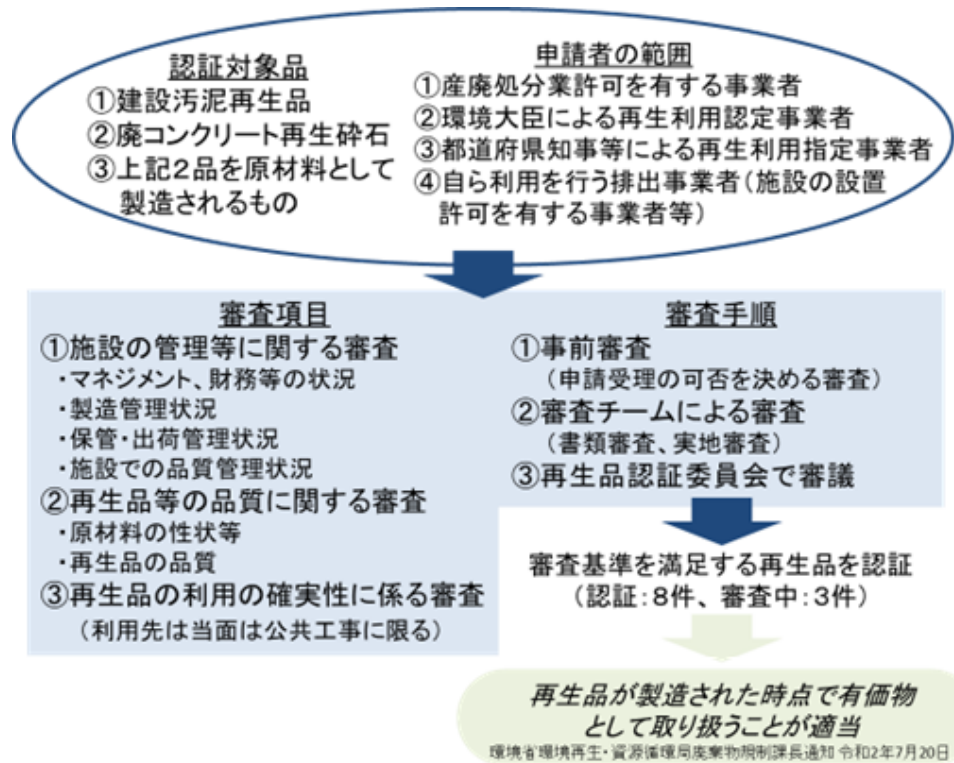 認証対象品
①建設汚泥再生品
②廃コンクリート再生砕石
③上記２品を原材料として
製造されるもの
申請者の範囲
①産廃処分業許可を有する事業者
②環境大臣による再生利用認定事業者
③都道府県知事等による再生利用指定事業者
④自ら利用を行う排出事業者（施設の設置
許可を有する事業者等）
審査項目
①施設の管理等に関する審査
・マネジメント、財務等の状況
・製造管理状況
・保管・出荷管理状況
・施設での品質管理状況
②再生品等の品質に関する審査
・原材料の性状等
・再生品の品質
③再生品の利用の確実性に係る審査
（利用先は当面は公共工事に限る）
審査手順
①事前審査
（申請受理の可否を決める審査）
②審査チームによる審査
（書類審査、実地審査）
③再生品認証委員会で審議
審査基準を満足する再生品を認証
（認証：８件、審査中：３件）
再生品が製造された時点で有価物
として取り扱うことが適当
環境省環境再生・資源循環局廃棄物規制課長通知 令和2年7月20日